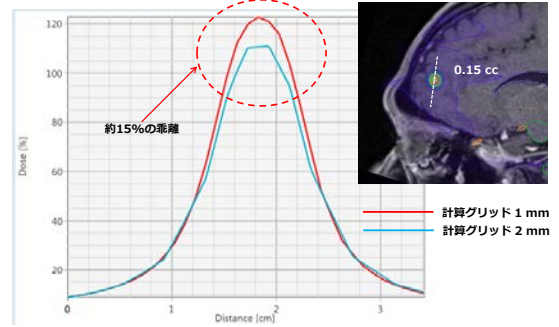 120
100
80
60
40
20
Dose [%]
約15%の乖離
0
1
2
3
Distance [cm]
0.15 cc
計算グリッド 1 mm
計算グリッド 2 mm